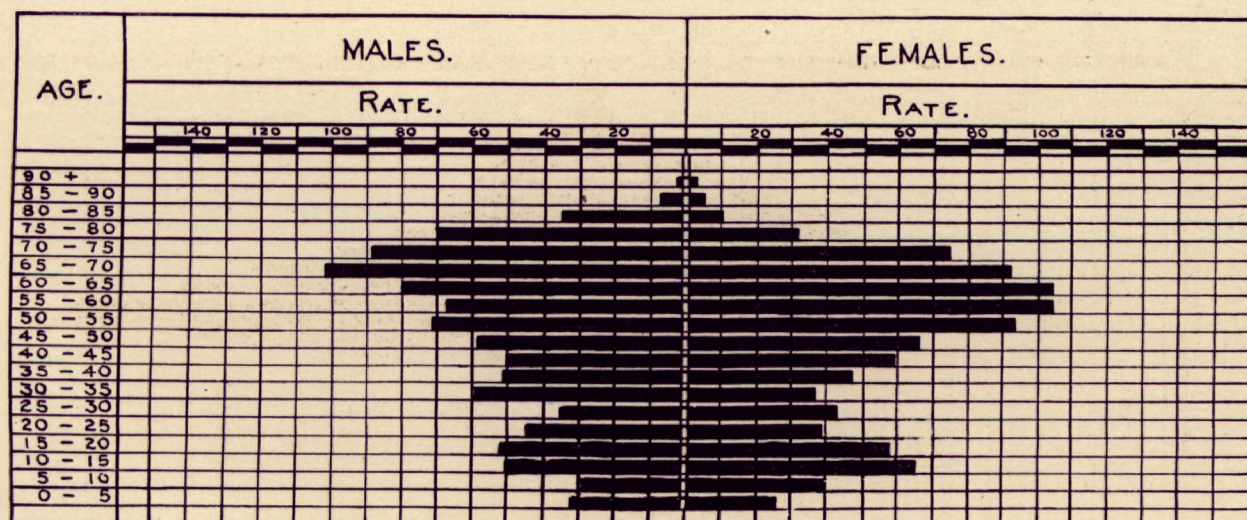 MALES. FEMALES.
AGE.
RATE. RATE.
140 120 100 80 60 40 20 20 40 60 80 100 120 140
90 +
85 - 90
80 - 85
75 - 80
70 - 75
65 - 70
60 - 65
55 - 60
50 - 55
45 - 50
40 - 45
35 - 40
30 - 35
25 - 30
20 - 25
15 - 20
10 - 15
5 - 10
0 - 5